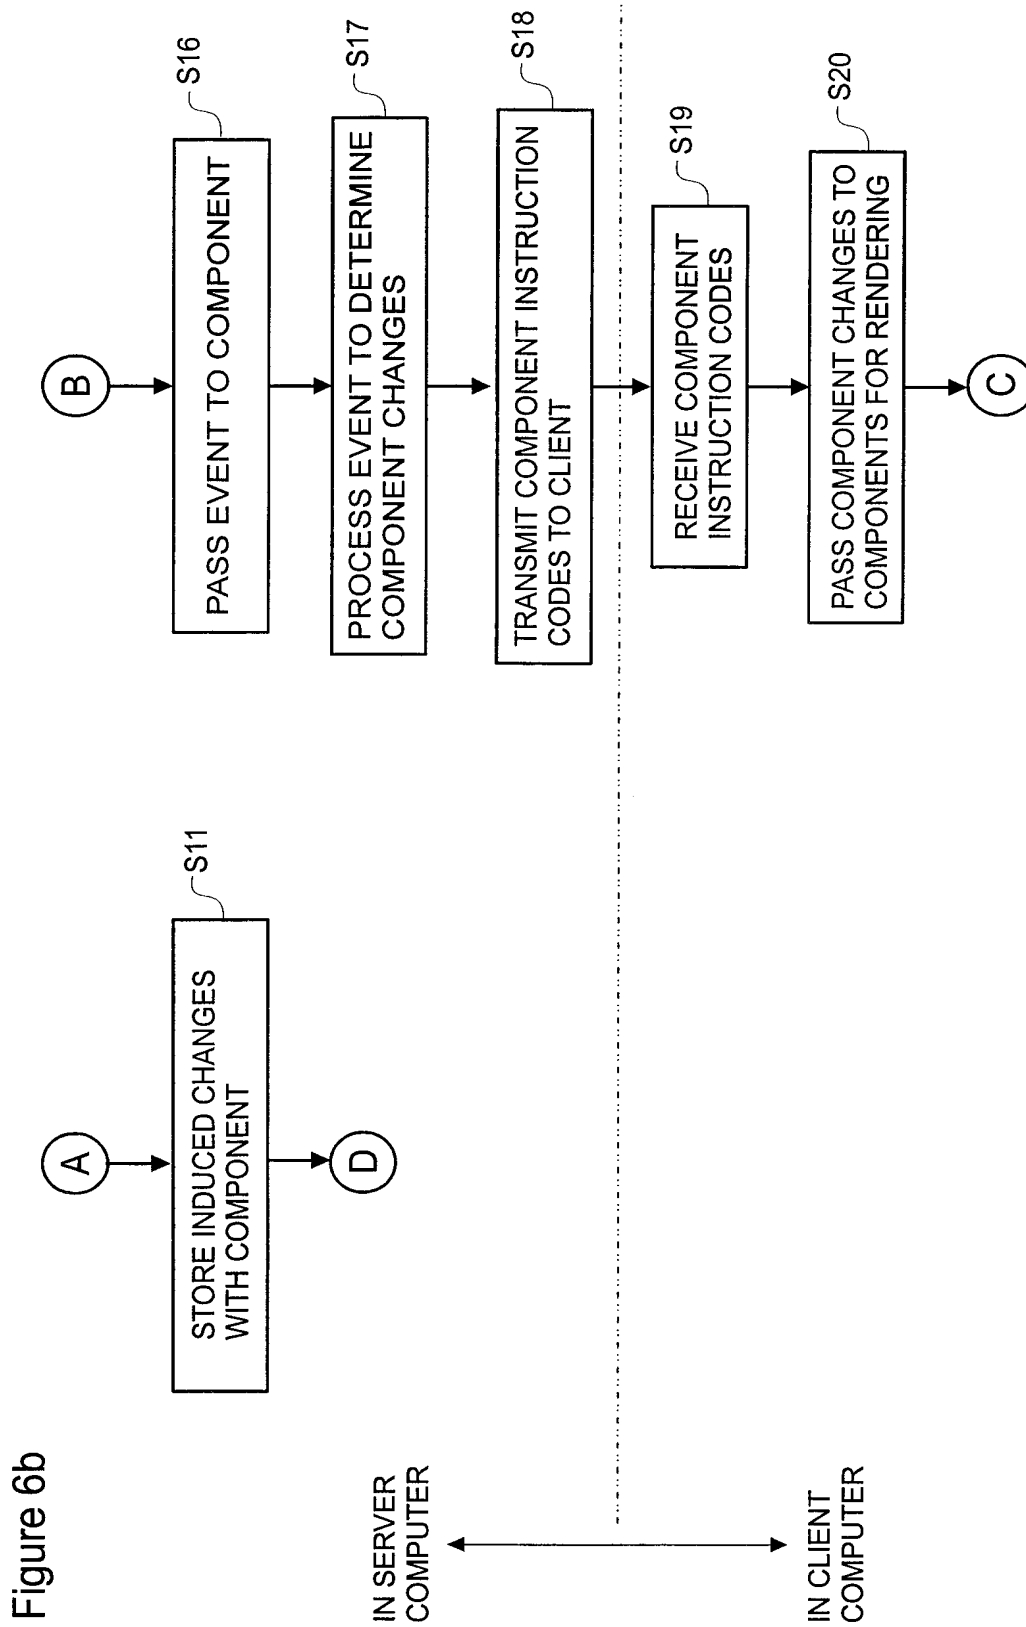 Figure 6b
A
STORE INDUCED CHANGES
WITH COMPONENT
S11
D
B
PASS EVENT TO COMPONENT
S16
PROCESS EVENT TO DETERMINE
COMPONENT CHANGES
S17
TRANSMIT COMPONENT INSTRUCTION
CODES TO CLIENT
S18
IN SERVER
COMPUTER
IN CLIENT
COMPUTER
RECEIVE COMPONENT
INSTRUCTION CODES
S19
PASS COMPONENT CHANGES TO
COMPONENTS FOR RENDERING
S20
C